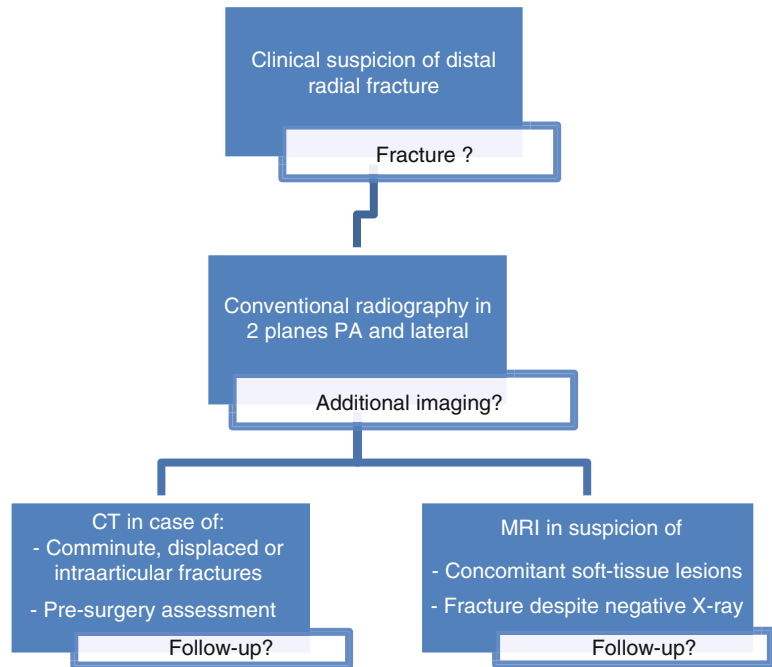 Clinical suspicion of distal
radial fracture
Fracture ?
Conventional radiography in
2 planes PA and lateral
Additional imaging?
CT in case of:
- Comminute, displaced or
intraarticular fractures
- Pre-surgery assessment
Follow-up?
MRI in suspicion of
- Concomitant soft-tissue lesions
- Fracture despite negative X-ray
Follow-up?